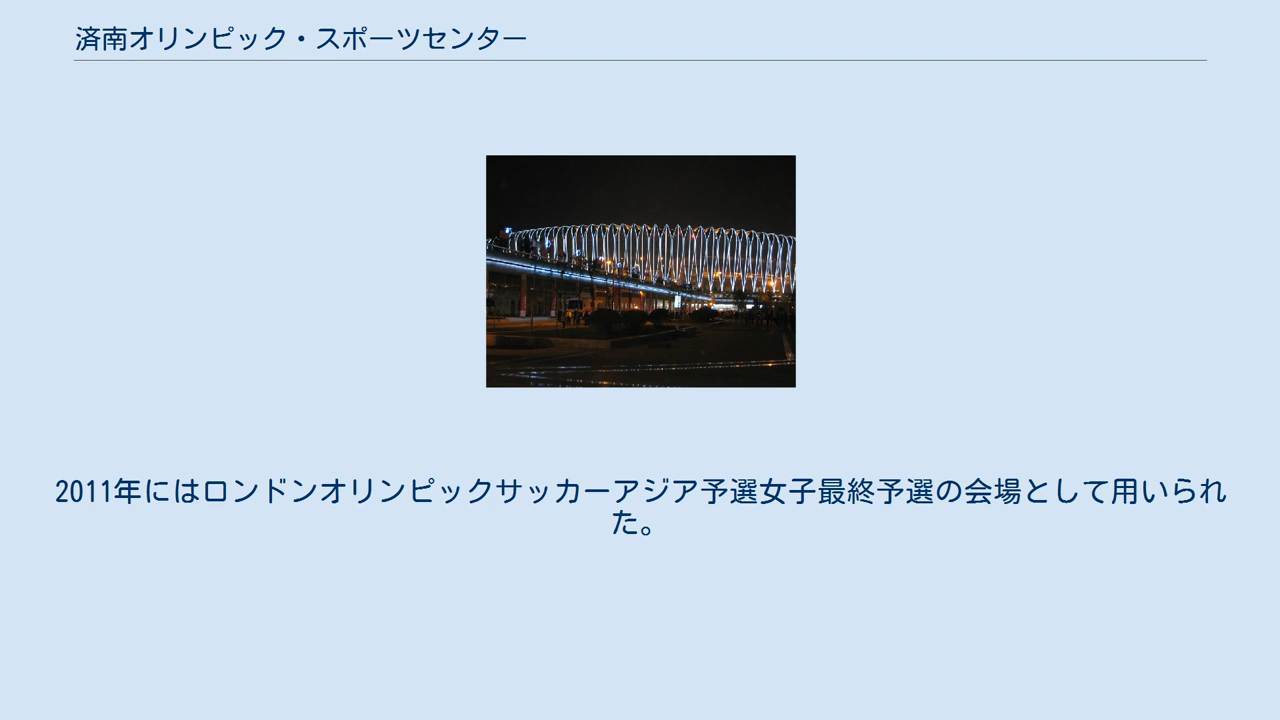 済南オリンピック・スポーツセンター
2011年にはロンドンオリンピックサッカーアジア予選女子最終予選の会場として用いられ
た。